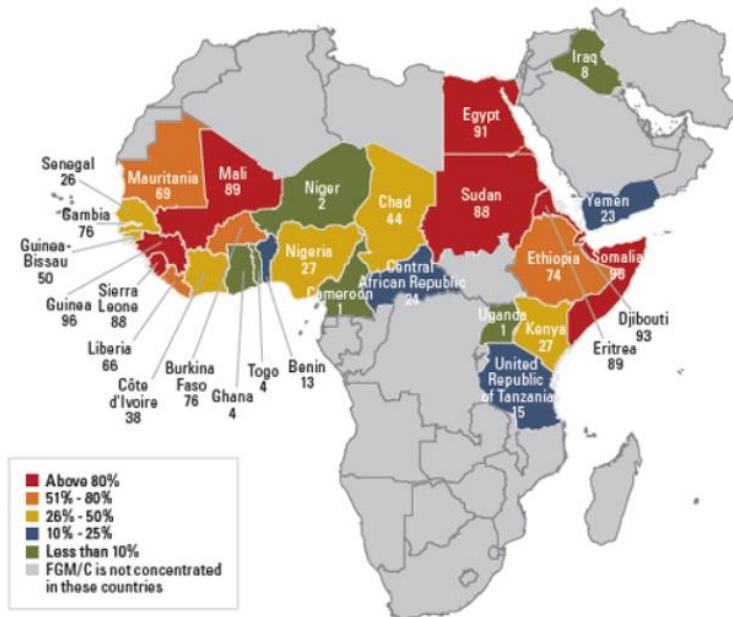 Iraq
8
Egypt
91
Senegal
26
Mauritania
69
Mali
89
Niger
2
Chad
44
Sudan
88
Yemen
23
Gambia
76
Guinea-
Bissau
50
Nigeria
27
Central
African Republic
24
Ethiopia
74
Somalia
98
Guinea
96
Sierra
Leone
88
Cameroon
1
Uganda
1
Kenya
27
Djibouti
93
Eritrea
89
Liberia
66
Côte
d'Ivoire
38
Burkina
Faso
76
Ghana
4
Togo
4
Benin
13
United
Republic
of Tanzania
15
Above 80%
51% - 80%
26% - 50%
10% - 25%
Less than 10%
FGM/C is not concentrated
in these countries